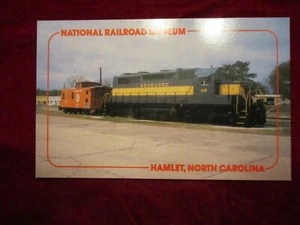 NATIONAL RAILROAD MUSEUM
HAMLET, NORTH CAROLINA